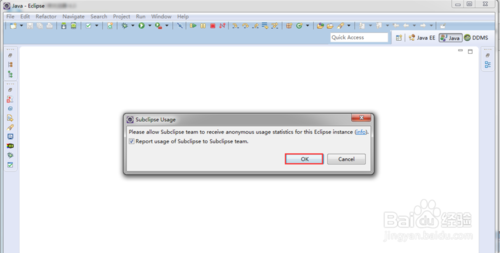 Java - Eclipse
File Edit Refactor Navigate Search Project Run Window Help
Quick Access
Java EE Java DDMS
Subclipse Usage
Please allow Subclipse team to receive anonymous usage statistics for this Eclipse instance (info).
Report usage of Subclipse to Subclipse team.
OK Cancel
Baidu 经验
jingyan.baidu.com